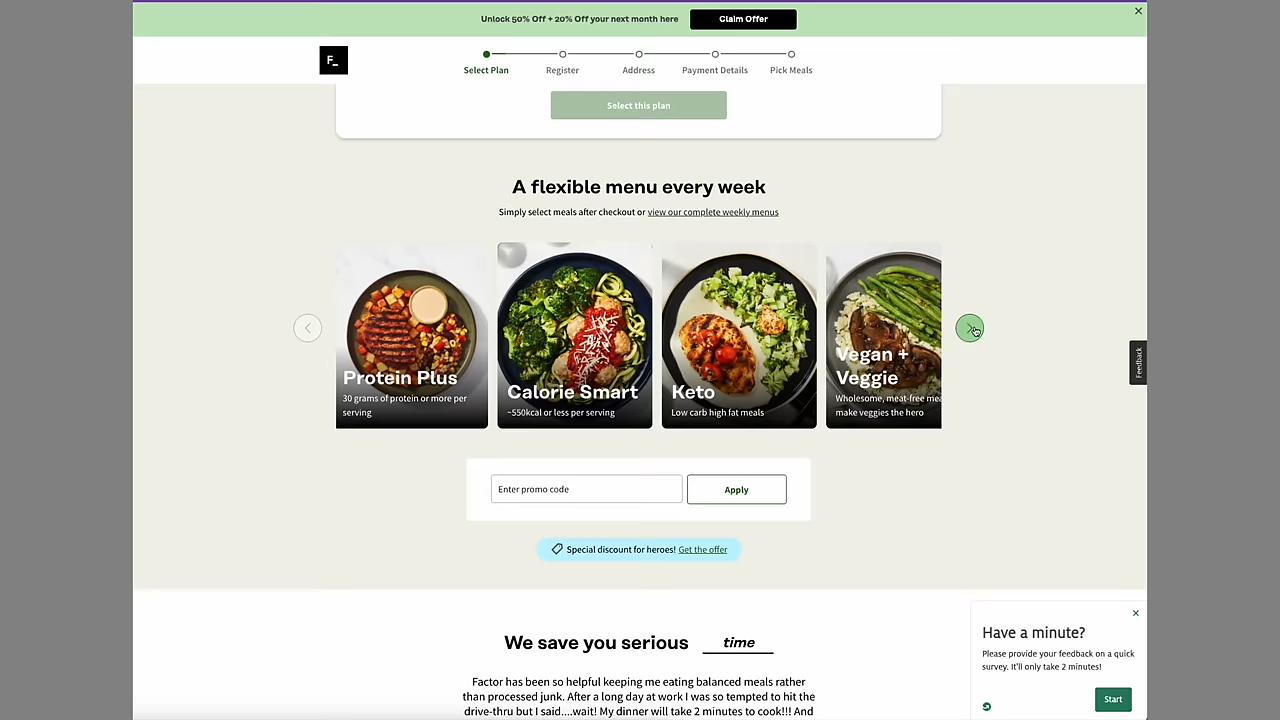 Unlock 50% Off + 20% Off your next month here
Claim Offer
F_
Select Plan
Register
Address
Payment Details
Pick Meals
Select this plan
A flexible menu every week
Simply select meals after checkout or view our complete weekly menus
Protein Plus
30 grams of protein or more per
serving
Calorie Smart
~550kcal or less per serving
Keto
Low carb high fat meals
Vegan +
Veggie
Wholesome, meat-free
make veggies the hero
Feedback
Enter promo code
Apply
Special discount for heroes! Get the offer
We save you serious time
Factor has been so helpful keeping me eating balanced meals rather
than processed junk. After a long day at work I was so tempted to hit the
drive-thru but I said....wait! My dinner will take 2 minutes to cook!!! And
Have a minute?
Please provide your feedback on a quick
survey. It'll only take 2 minutes!
Start